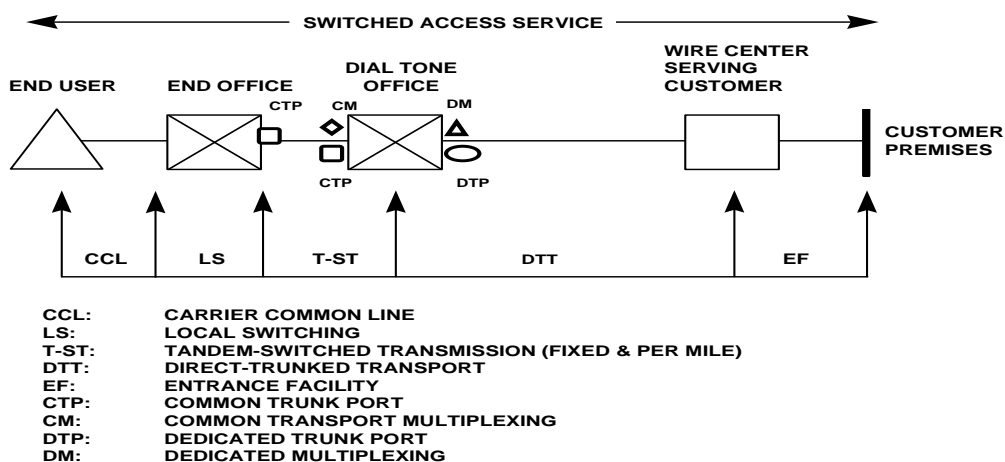 SWITCHED ACCESS SERVICE
WIRE CENTER
SERVING
CUSTOMER
DIAL TONE
OFFICE
END USER
END OFFICE
CTP
CM
DM
CUSTOMER
PREMISES
CTP
DTP
CCL
LS
T-ST
DTT
EF
CCL: CARRIER COMMON LINE
LS: LOCAL SWITCHING
T-ST: TANDEM-SWITCHED TRANSMISSION (FIXED & PER MILE)
DTT: DIRECT-TRUNKED TRANSPORT
EF: ENTRANCE FACILITY
CTP: COMMON TRUNK PORT
CM: COMMON TRANSPORT MULTIPLEXING
DTP: DEDICATED TRUNK PORT
DM: DEDICATED MULTIPLEXING